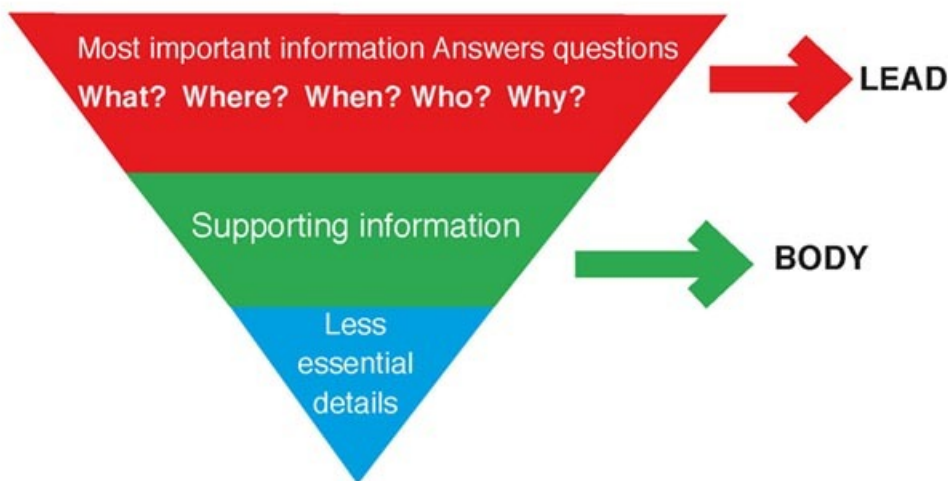 Most important information Answers questions
What? Where? When? Who? Why?
LEAD
Supporting information
BODY
Less
essential
details